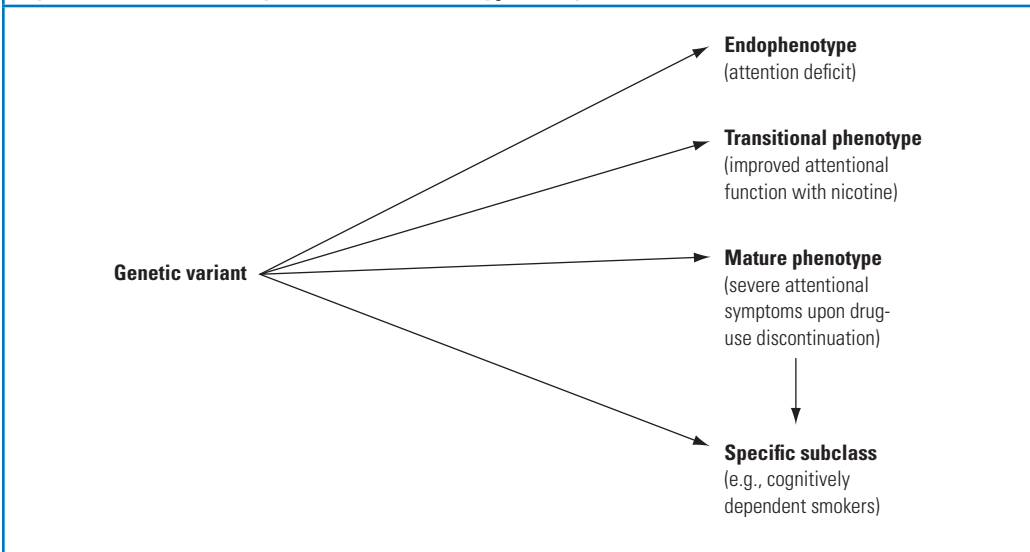 Endophenotype
(attention deficit)
Transitional phenotype
(improved attentional
function with nicotine)
Genetic variant
Mature phenotype
(severe attentional
symptoms upon drug-
use discontinuation)
Specific subclass
(e.g., cognitively
dependent smokers)